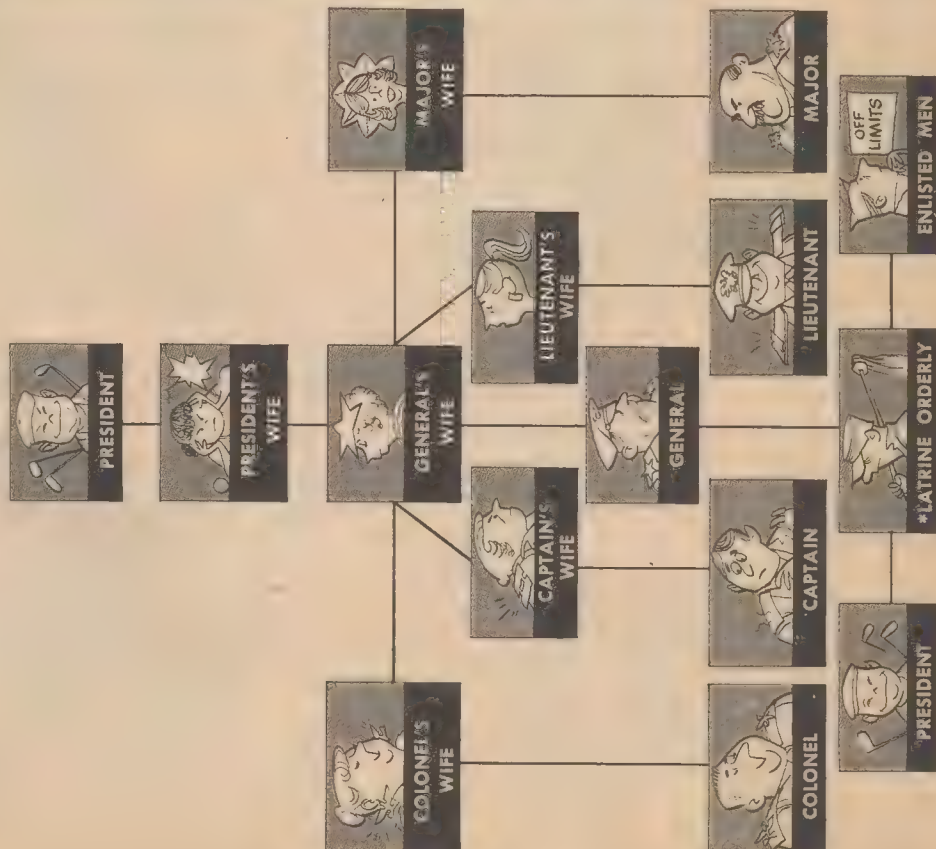 PRESIDENT
PRESIDENT'S
WIFE
COLONEL'S
WIFE
GENERAL'S
WIFE
MAJOR'S
WIFE
CAPTAIN'S
WIFE
LIEUTENANT'S
WIFE
GENERAL
COLONEL
CAPTAIN
LIEUTENANT
MAJOR
PRESIDENT
*LATRINE ORDERLY
OFF
LIMITS
ENLISTED MEN